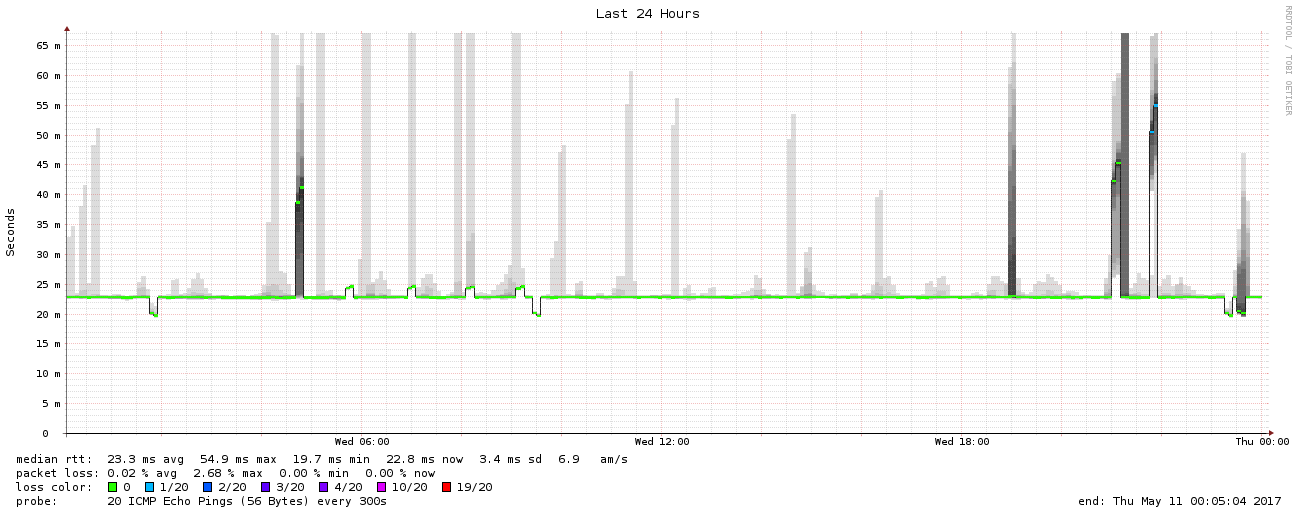 Last 24 Hours
RRDTOOL / TOBI OETIKER
Seconds
65 m
60 m
55 m
50 m
45 m
40 m
35 m
30 m
25 m
20 m
15 m
10 m
5 m
0
Wed 06:00 Wed 12:00 Wed 18:00 Thu 00:00
median rtt: 23.3 ms avg 54.9 ms max 19.7 ms min 22.8 ms now 3.4 ms sd 6.9 am/s
packet loss: 0.02 % avg 2.68 % max 0.00 % min 0.00 % now
loss color: 0 1/20 2/20 3/20 4/20 10/20 19/20
probe: 20 ICMP Echo Pings (56 Bytes) every 300s end: Thu May 11 00:05:04 2017